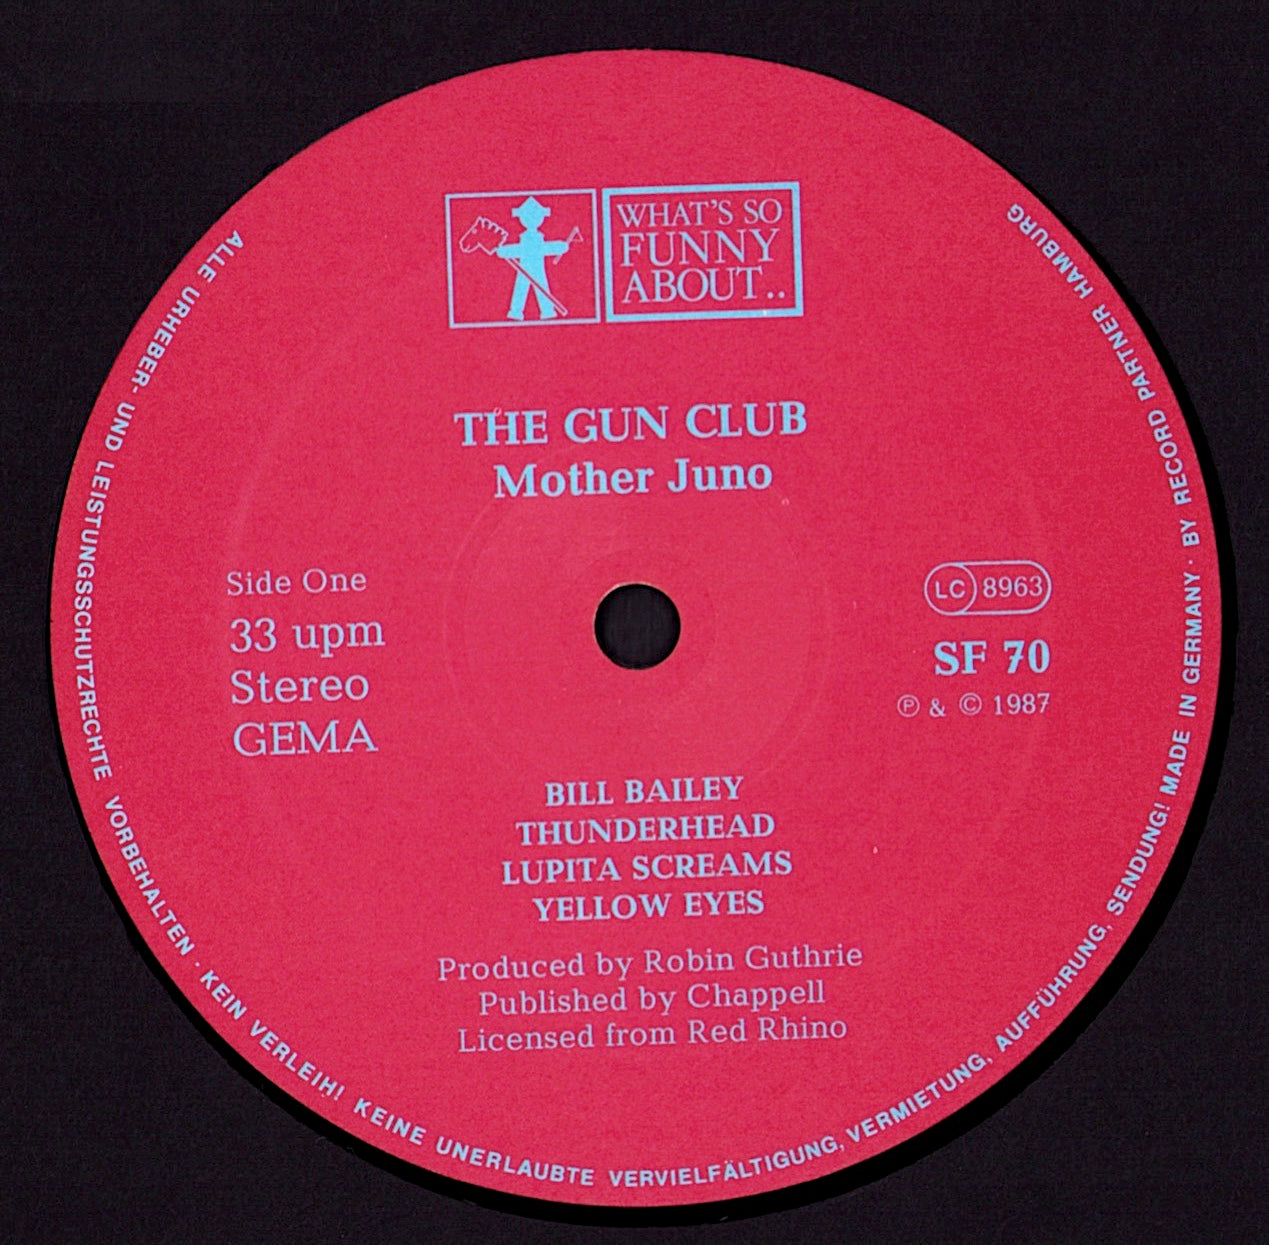 WHAT'S SO
FUNNY
ABOUT..
THE GUN CLUB
Mother Juno
Side One
33 upm
Stereo
GEMA
LC 8963
SF 70
Ⓟ & © 1987
BILL BAILEY
THUNDERHEAD
LUPITA SCREAMS
YELLOW EYES
Produced by Robin Guthrie
Published by Chappell
Licensed from Red Rhino
ALLE URHEBER- UND LEISTUNGSSCHUTZRECHTE VORBEHALTEN · KEIN VERLEIH! KEINE UNERLAUBTE VERVIELFÄLTIGUNG, VERMIETUNG, AUFFÜHRUNG, SENDUNG! MADE IN GERMANY · BY RECORD PARTNER HAMBURG